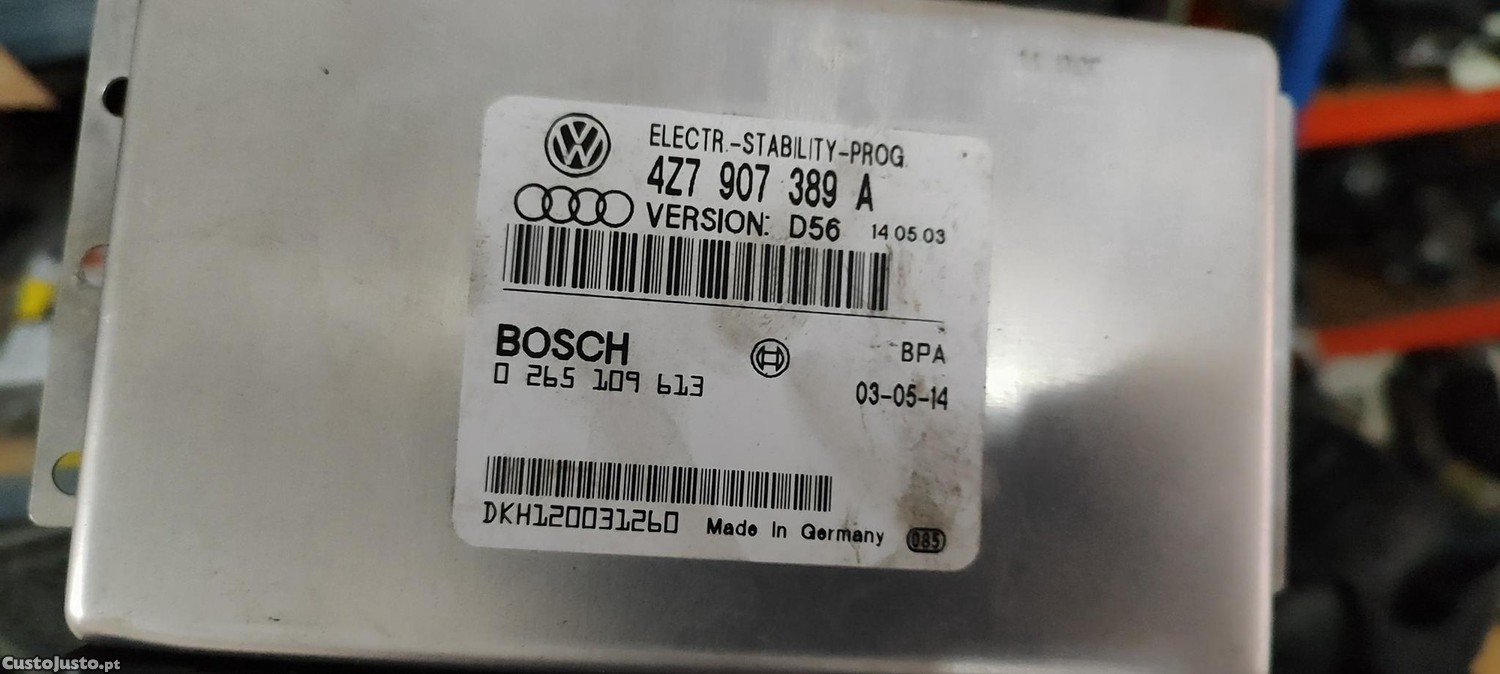 ELECTR.-STABILITY-PROG.
4Z7 907 389 A
VERSION: D56 14 05 03
BOSCH BPA
0 265 109 613 03-05-14
DKH120031260 Made In Germany 085
CustoJusto.pt